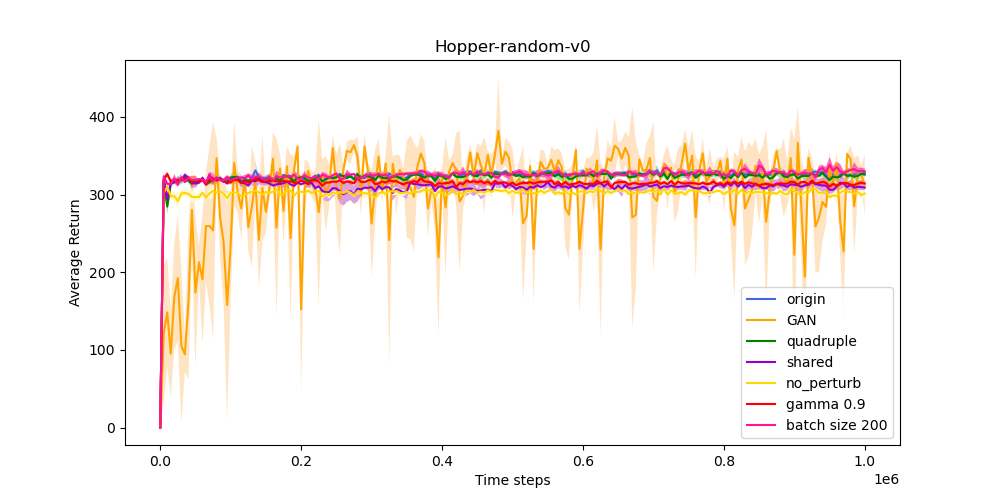 Hopper-random-v0
Average Return
400
300
200
100
0
0.0
0.2
0.4
0.6
0.8
1.0
1e6
Time steps
origin
GAN
quadruple
shared
no_perturb
gamma 0.9
batch size 200